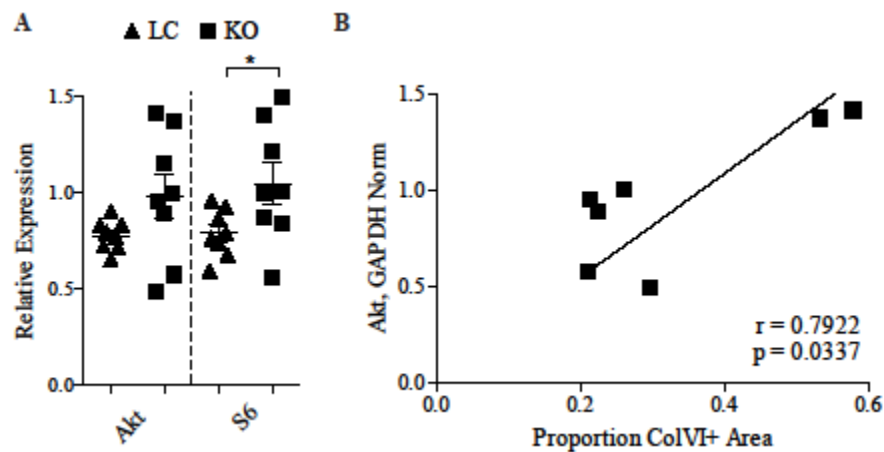 A
LC KO
B
*
Relative Expression
1.5
1.0
0.5
0.0
Akt
S6
Akt, GAPDH Norm
1.5
1.0
0.5
0.0
r = 0.7922
p = 0.0337
0.0 0.2 0.4 0.6
Proportion ColVI+ Area